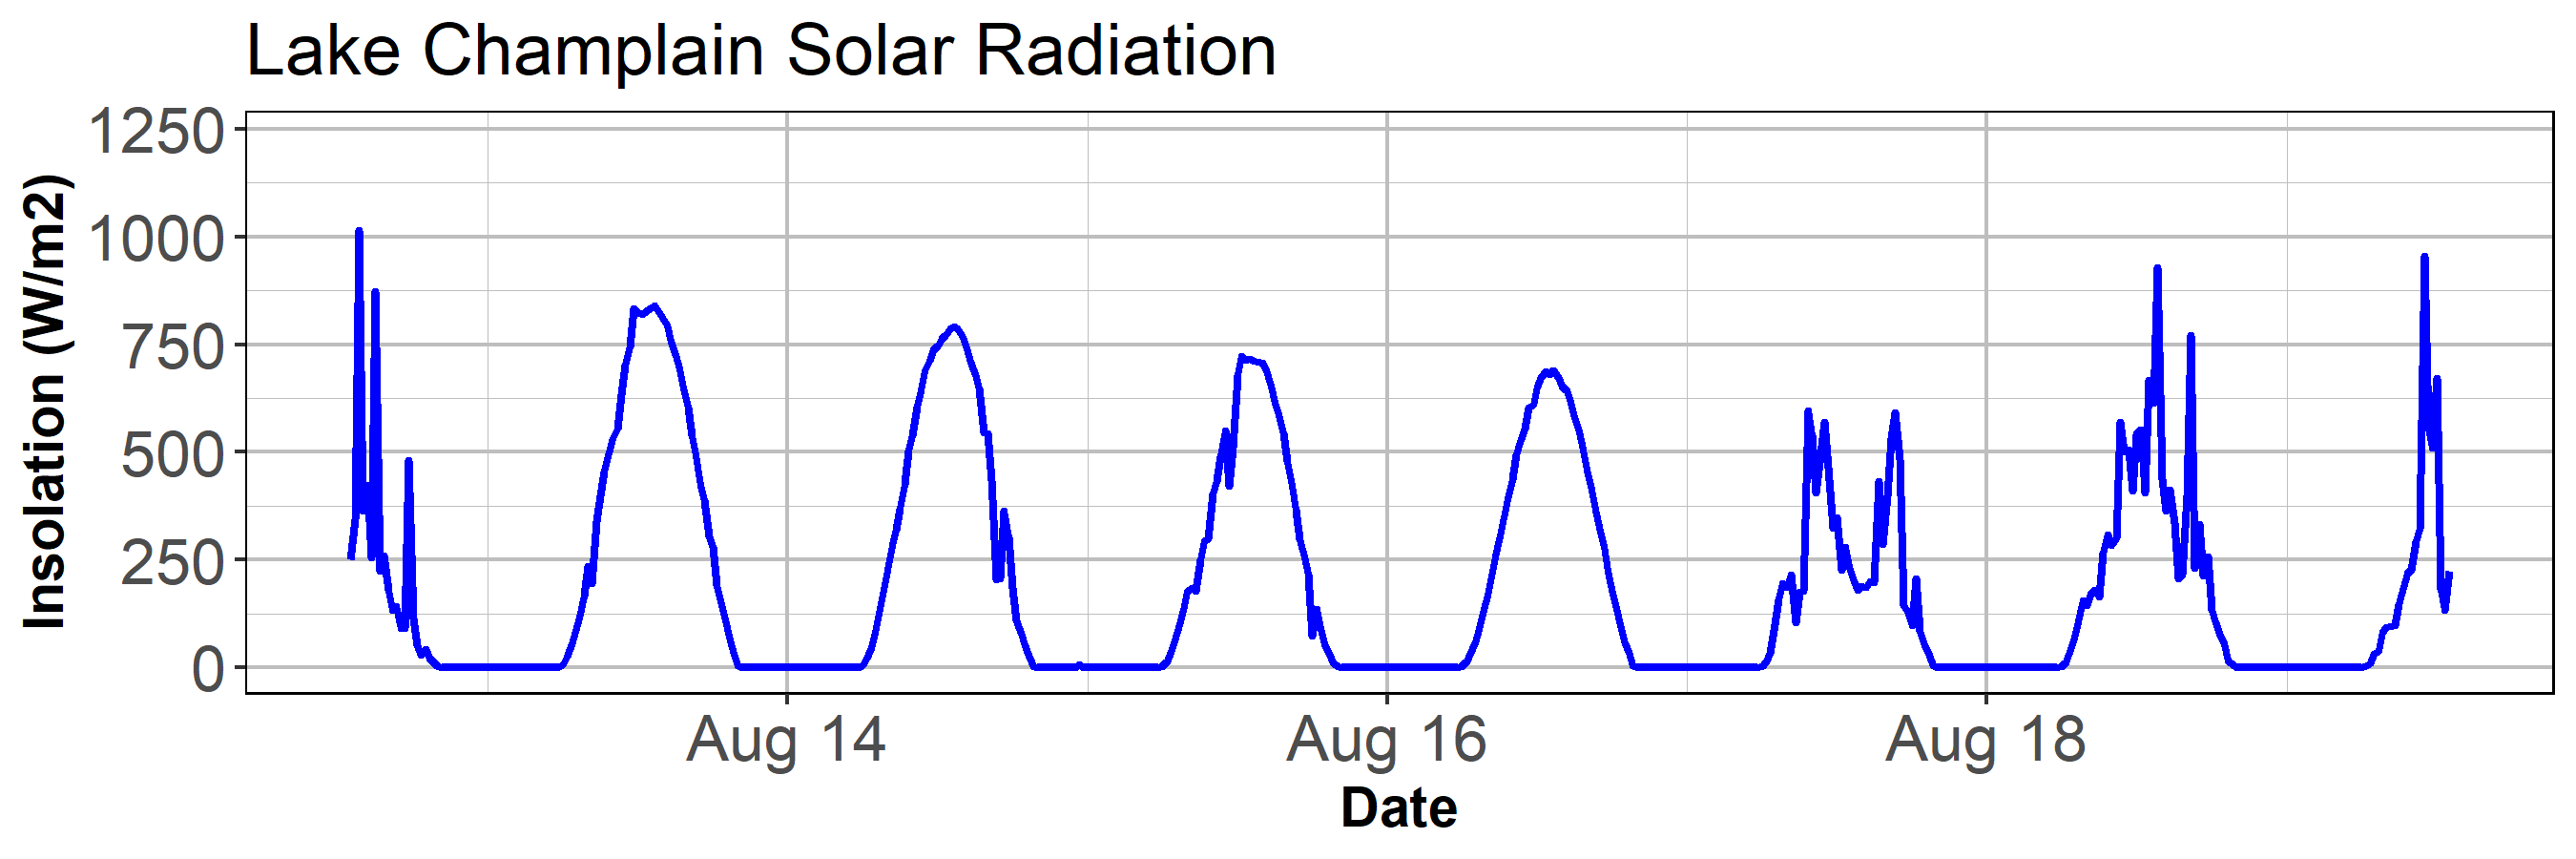 Lake Champlain Solar Radiation
1250
1000
750
500
250
0
Insolation (W/m2)
Aug 14 Aug 16 Aug 18
Date